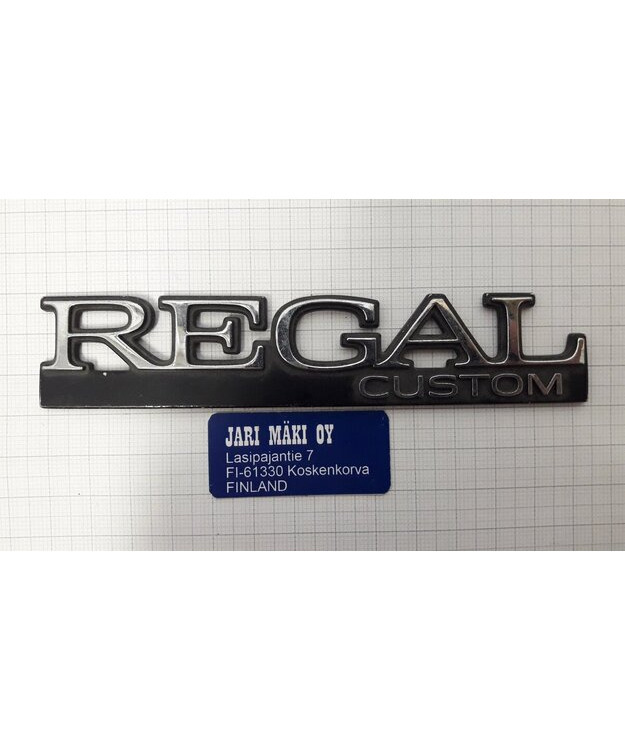 REGAL
CUSTOM
JARI MÄKI OY
Lasipajantie 7
FI-61330 Koskenkorva
FINLAND